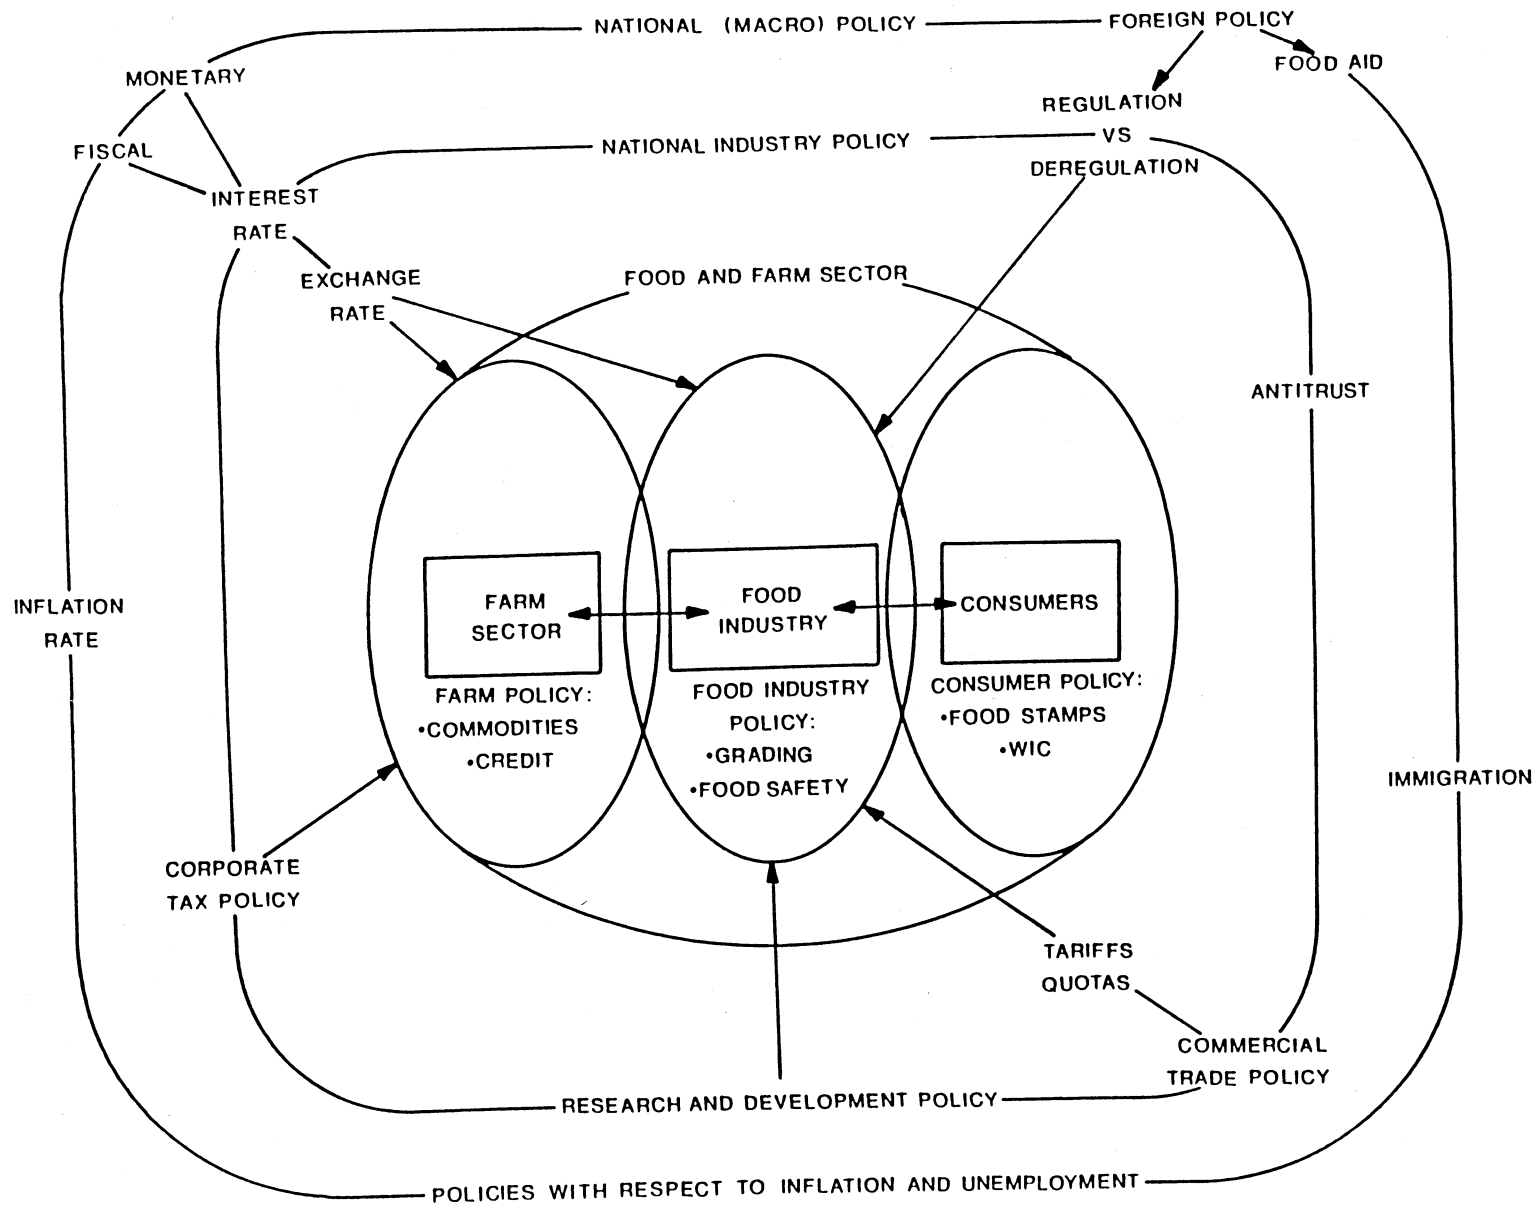 NATIONAL (MACRO) POLICY
FOREIGN POLICY
FOOD AID
MONETARY
FISCAL
REGULATION
VS
DEREGULATION
NATIONAL INDUSTRY POLICY
INTEREST
RATE
EXCHANGE
RATE
FOOD AND FARM SECTOR
ANTITRUST
INFLATION
RATE
FARM
SECTOR
FOOD
INDUSTRY
CONSUMERS
FARM POLICY:
•COMMODITIES
•CREDIT
FOOD INDUSTRY
POLICY:
•GRADING
•FOOD SAFETY
CONSUMER POLICY:
•FOOD STAMPS
•WIC
IMMIGRATION
CORPORATE
TAX POLICY
TARIFFS
QUOTAS
COMMERCIAL
TRADE POLICY
RESEARCH AND DEVELOPMENT POLICY
POLICIES WITH RESPECT TO INFLATION AND UNEMPLOYMENT